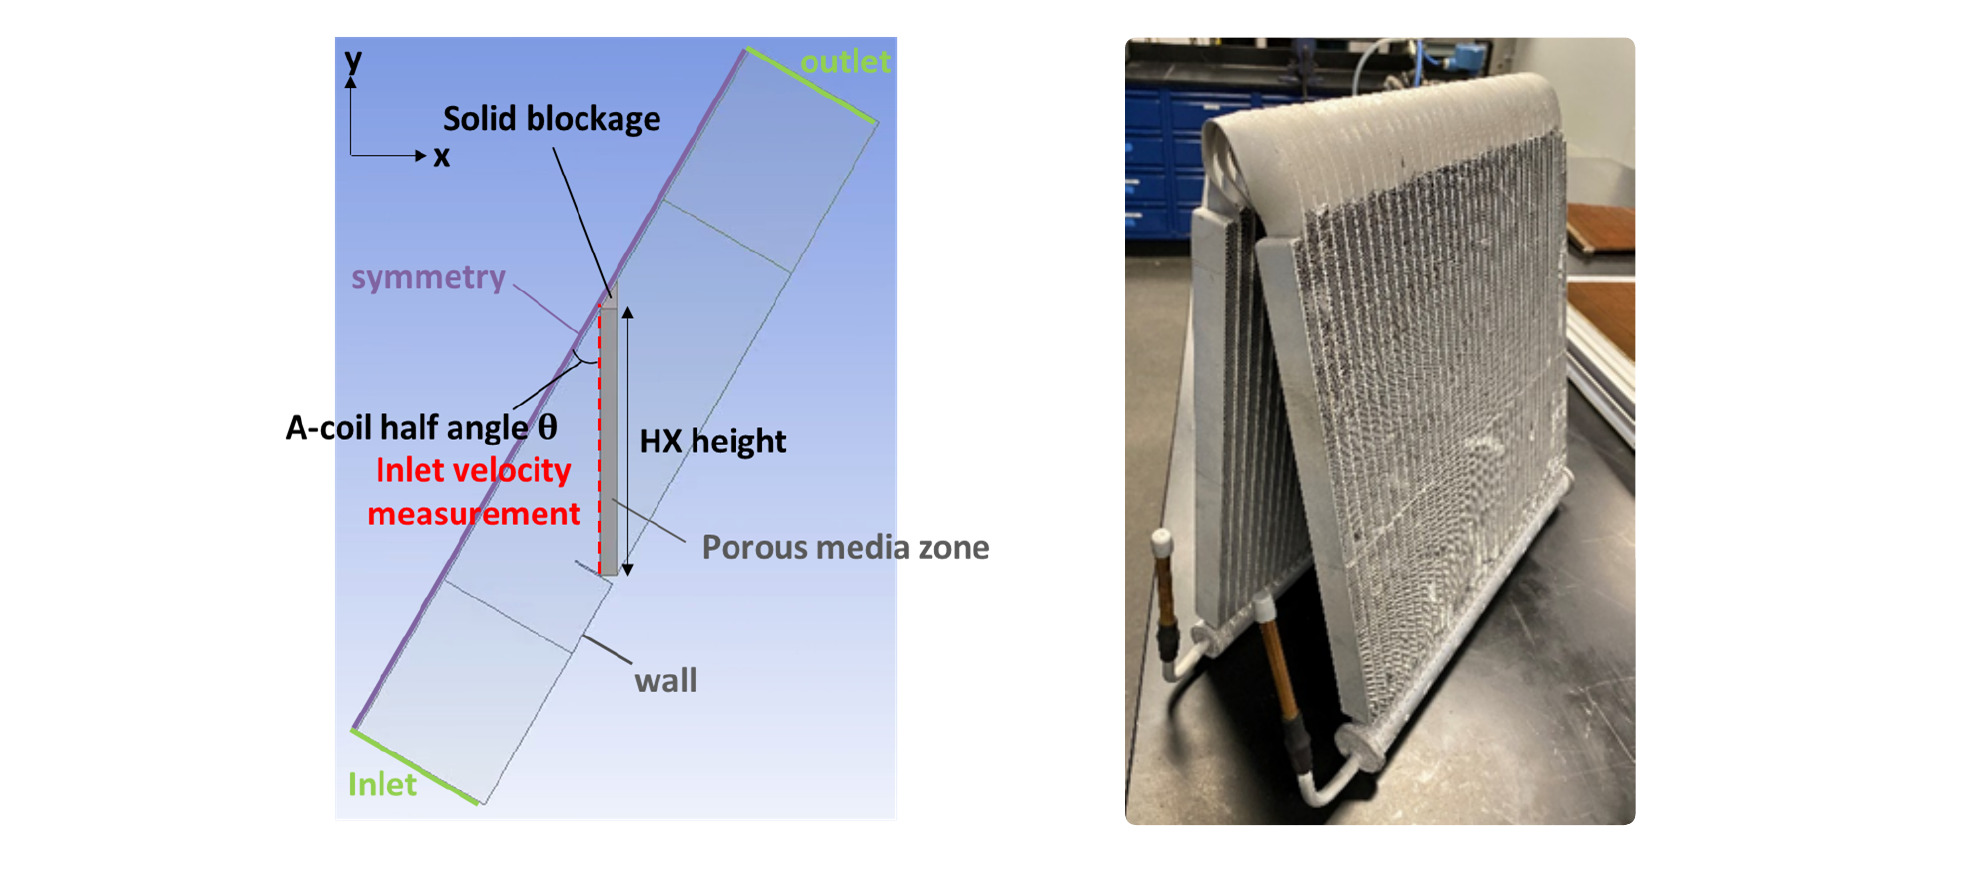 y
outlet
Solid blockage
x
symmetry
A-coil half angle θ
HX height
Inlet velocity
measurement
Porous media zone
wall
Inlet